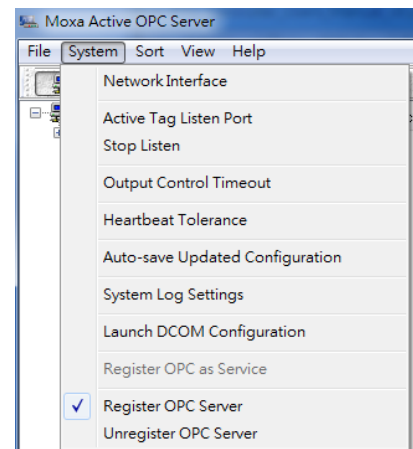 Moxa Active OPC Server
File System Sort View Help
Network Interface
Active Tag Listen Port
Stop Listen
Output Control Timeout
Heartbeat Tolerance
Auto-save Updated Configuration
System Log Settings
Launch DCOM Configuration
Register OPC as Service
Register OPC Server
Unregister OPC Server